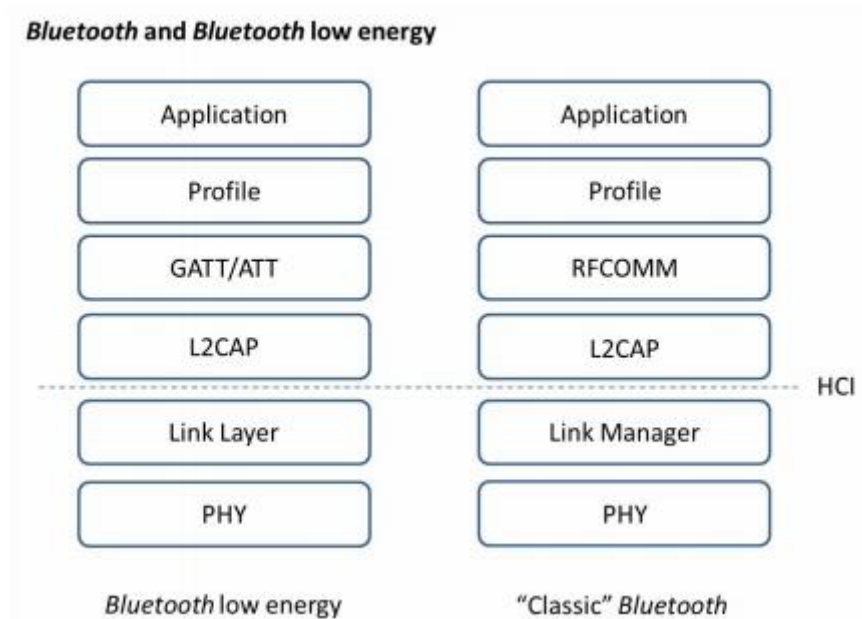 Bluetooth and Bluetooth low energy
Application
Application
Profile
Profile
GATT/ATT
RFCOMM
L2CAP
L2CAP
HCI
Link Layer
Link Manager
PHY
PHY
Bluetooth low energy
“Classic” Bluetooth